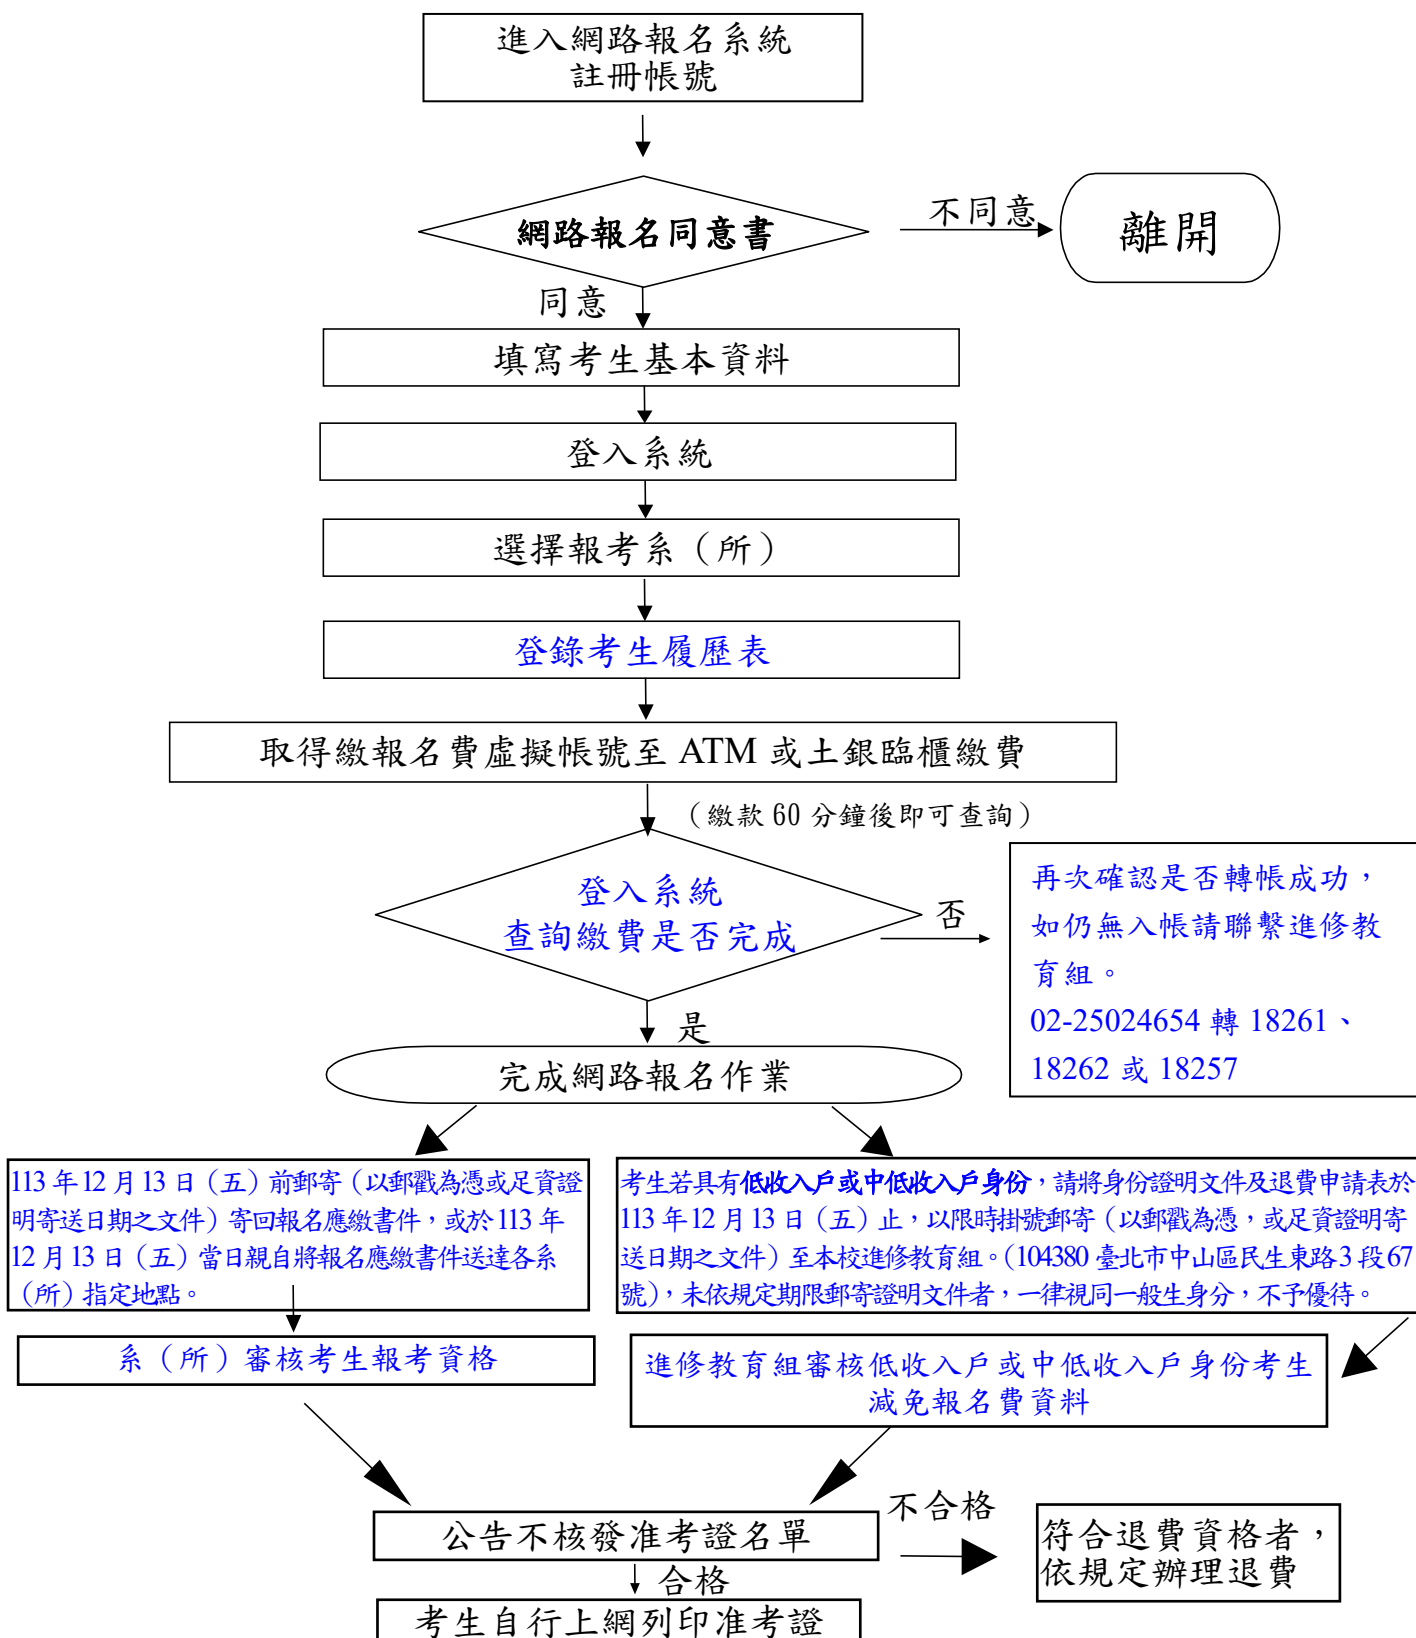 進入網路報名系統
註冊帳號
網路報名同意書
不同意
離開
同意
填寫考生基本資料
登入系統
選擇報考系（所）
登錄考生履歷表
取得繳報名費虛擬帳號至 ATM 或土銀臨櫃繳費
（繳款 60 分鐘後即可查詢）
登入系統
查詢繳費是否完成
否
再次確認是否轉帳成功，
如仍無入帳請聯繫進修教
育組。
02-25024654 轉 18261、
18262 或 18257
是
完成網路報名作業
113 年 12 月 13 日（五）前郵寄（以郵戳為憑或足資證
明寄送日期之文件）寄回報名應繳書件，或於 113 年
12 月 13 日（五）當日親自將報名應繳書件送達各系
（所）指定地點。
考生若具有低收入戶或中低收入戶身份，請將身份證明文件及退費申請表於
113 年 12 月 13 日（五）止，以限時掛號郵寄（以郵戳為憑，或足資證明寄
送日期之文件）至本校進修教育組。(104380 臺北市中山區民生東路 3 段 67
號)，未依規定期限郵寄證明文件者，一律視同一般生身分，不予優待。
系（所）審核考生報考資格
進修教育組審核低收入戶或中低收入戶身份考生
減免報名費資料
公告不核發准考證名單
不合格
符合退費資格者，
依規定辦理退費
合格
考生自行上網列印准考證